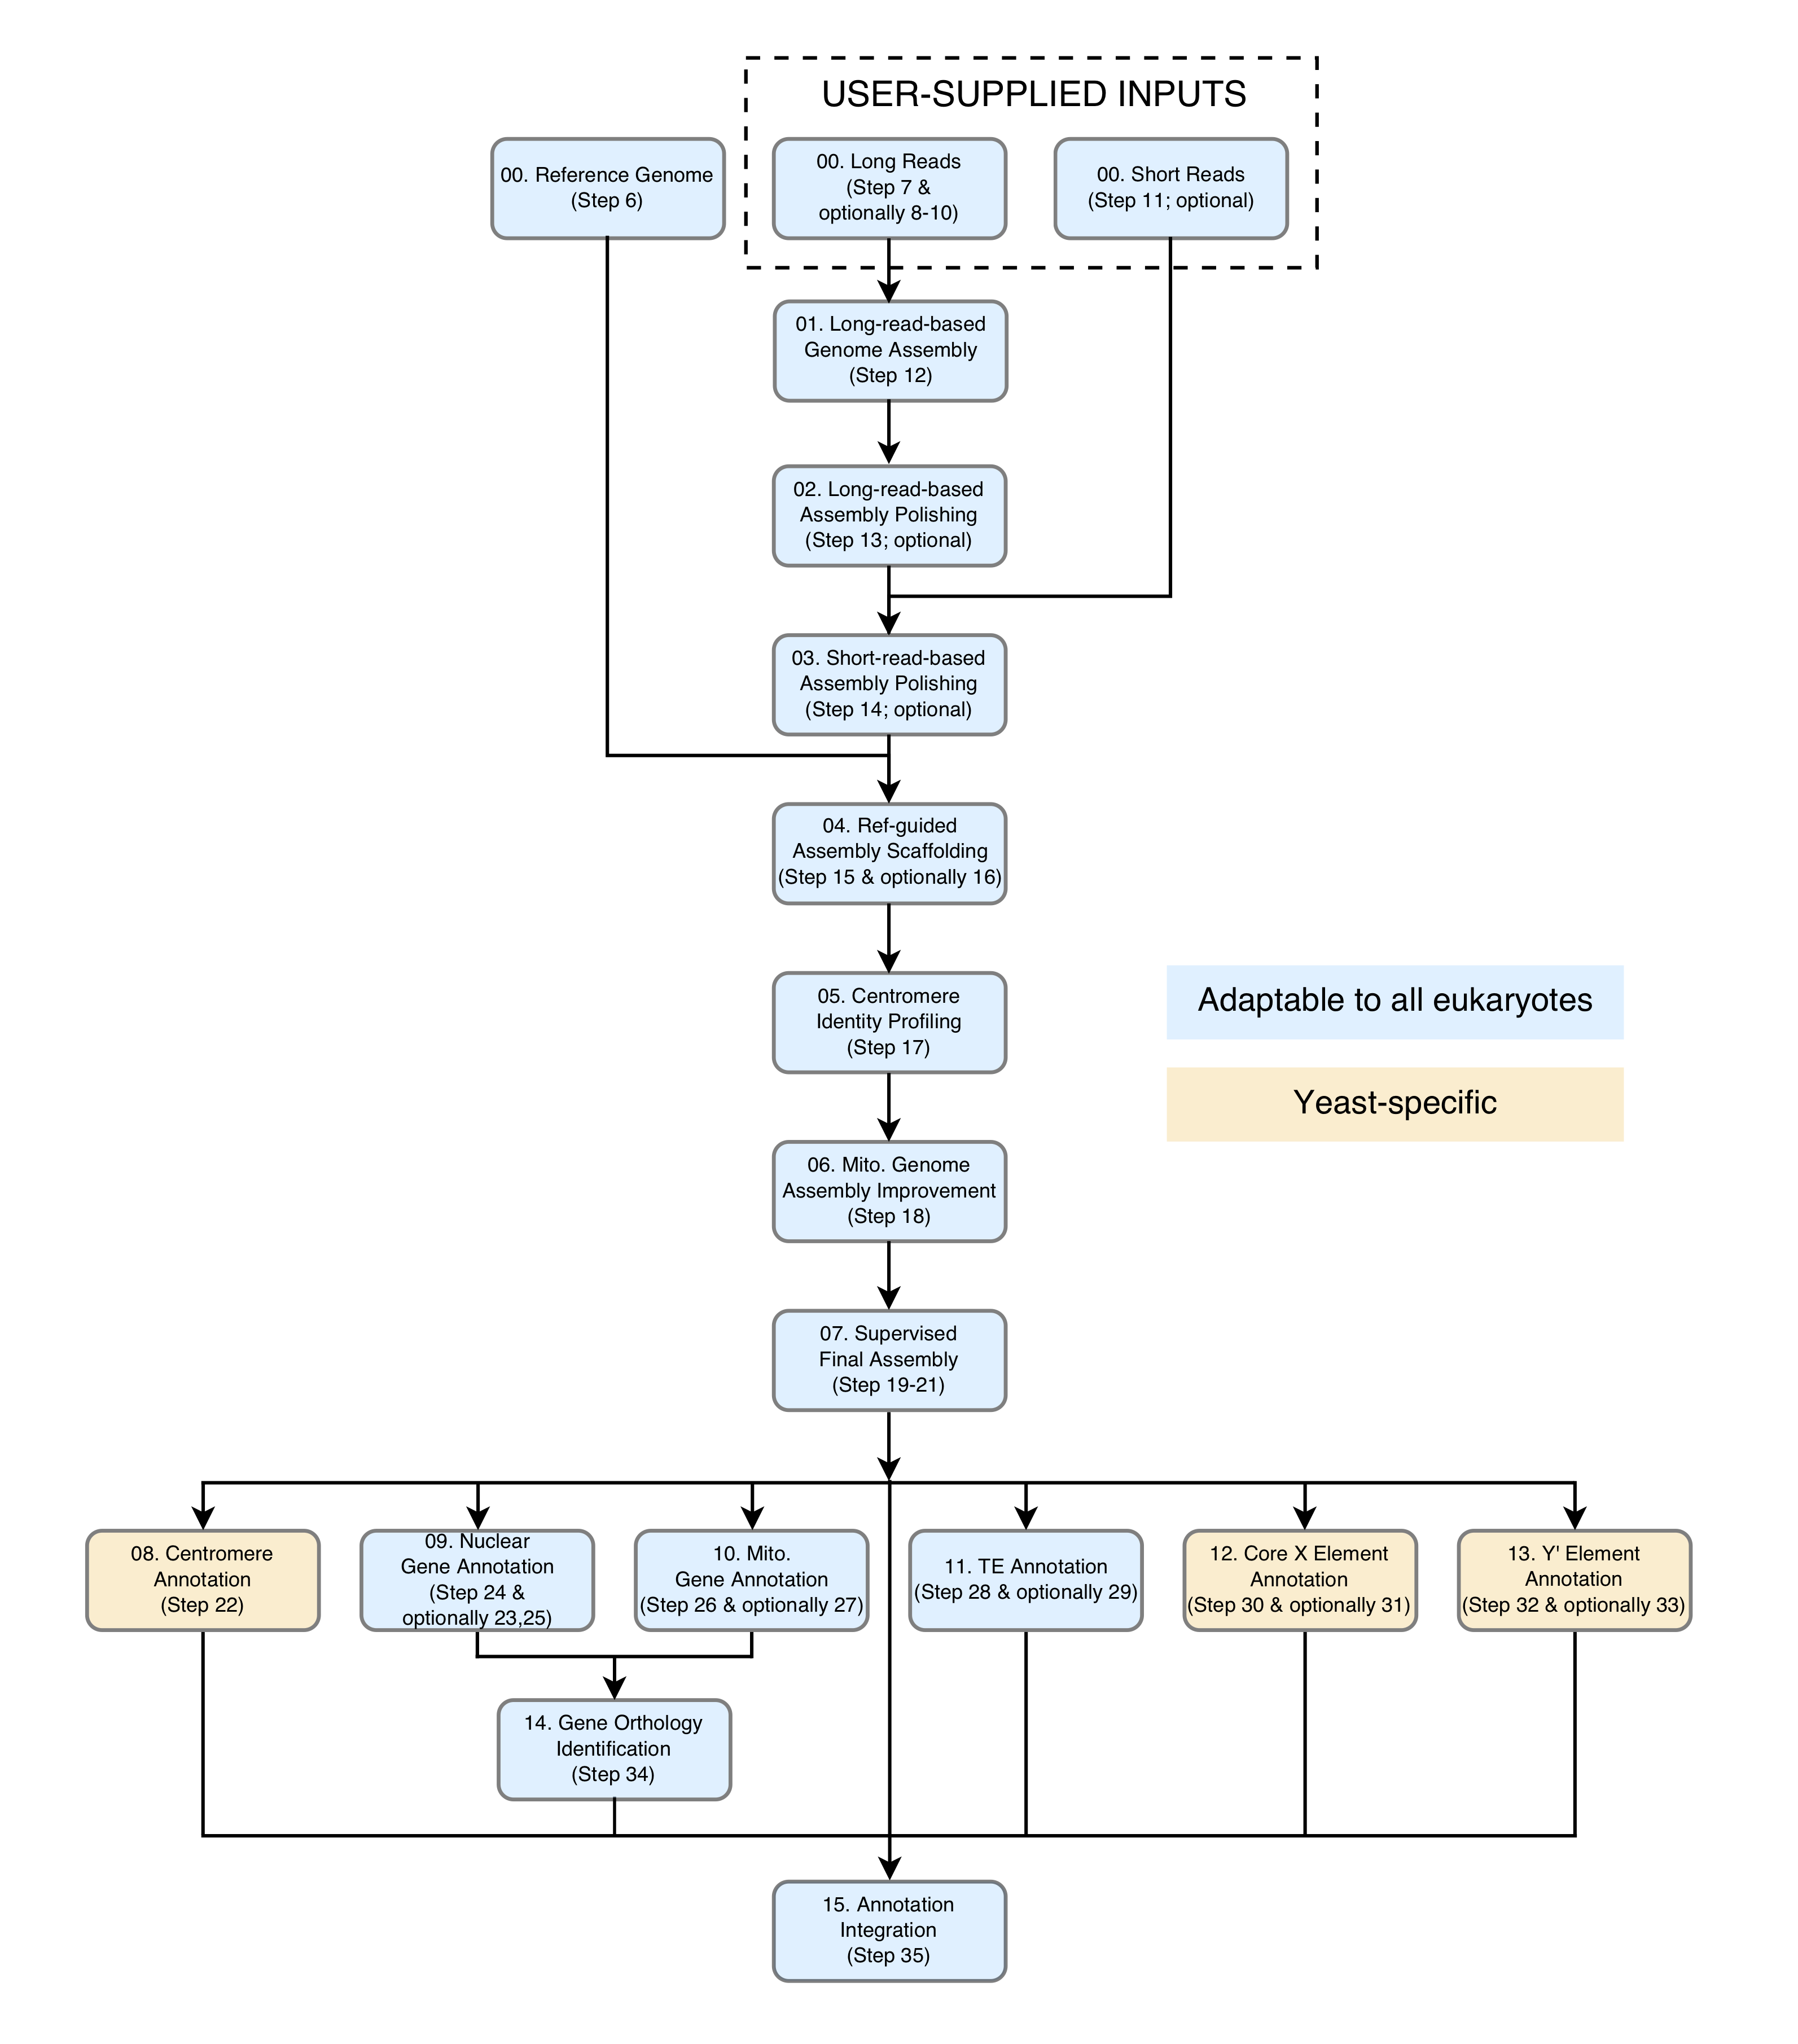 USER-SUPPLIED INPUTS
00. Reference Genome
(Step 6)
00. Long Reads
(Step 7 &
optionally 8-10)
00. Short Reads
(Step 11; optional)
01. Long-read-based
Genome Assembly
(Step 12)
02. Long-read-based
Assembly Polishing
(Step 13; optional)
03. Short-read-based
Assembly Polishing
(Step 14; optional)
04. Ref-guided
Assembly Scaffolding
(Step 15 & optionally 16)
05. Centromere
Identity Profiling
(Step 17)
Adaptable to all eukaryotes
Yeast-specific
06. Mito. Genome
Assembly Improvement
(Step 18)
07. Supervised
Final Assembly
(Step 19-21)
08. Centromere
Annotation
(Step 22)
09. Nuclear
Gene Annotation
(Step 24 &
optionally 23,25)
10. Mito.
Gene Annotation
(Step 26 & optionally 27)
11. TE Annotation
(Step 28 & optionally 29)
12. Core X Element
Annotation
(Step 30 & optionally 31)
13. Y' Element
Annotation
(Step 32 & optionally 33)
14. Gene Orthology
Identification
(Step 34)
15. Annotation
Integration
(Step 35)